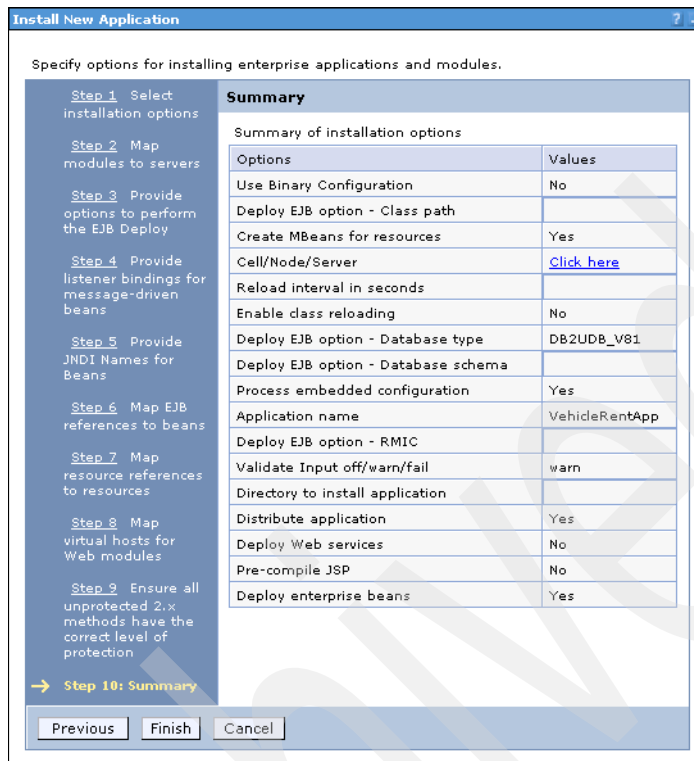 Install New Application
?
Specify options for installing enterprise applications and modules.
Step 1 Select
installation options
Step 2 Map
modules to servers
Step 3 Provide
options to perform
the EJB Deploy
Step 4 Provide
listener bindings for
message-driven
beans
Step 5 Provide
JNDI Names for
Beans
Step 6 Map EJB
references to beans
Step 7 Map
resource references
to resources
Step 8 Map
virtual hosts for
Web modules
Step 9 Ensure all
unprotected 2.x
methods have the
correct level of
protection
Step 10: Summary
Summary
Summary of installation options
Options Values
Use Binary Configuration No
Deploy EJB option - Class path
Create MBeans for resources Yes
Cell/Node/Server Click here
Reload interval in seconds
Enable class reloading No
Deploy EJB option - Database type DB2UDB_V81
Deploy EJB option - Database schema
Process embedded configuration Yes
Application name VehicleRentApp
Deploy EJB option - RMIC
Validate Input off/warn/fail warn
Directory to install application
Distribute application Yes
Deploy Web services No
Pre-compile JSP No
Deploy enterprise beans Yes
Previous Finish Cancel